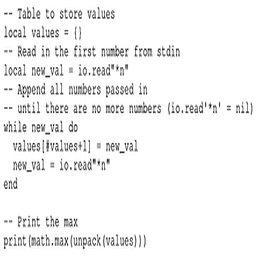 -- Table to store values
local values = {}
-- Read in the first number from stdin
local new_val = io.read"*n"
-- Append all numbers passed in
-- until there are no more numbers (io.read'*n' = nil)
while new_val do
  values[#values+1] = new_val
  new_val = io.read"*n"
end

-- Print the max
print(math.max(unpack(values)))